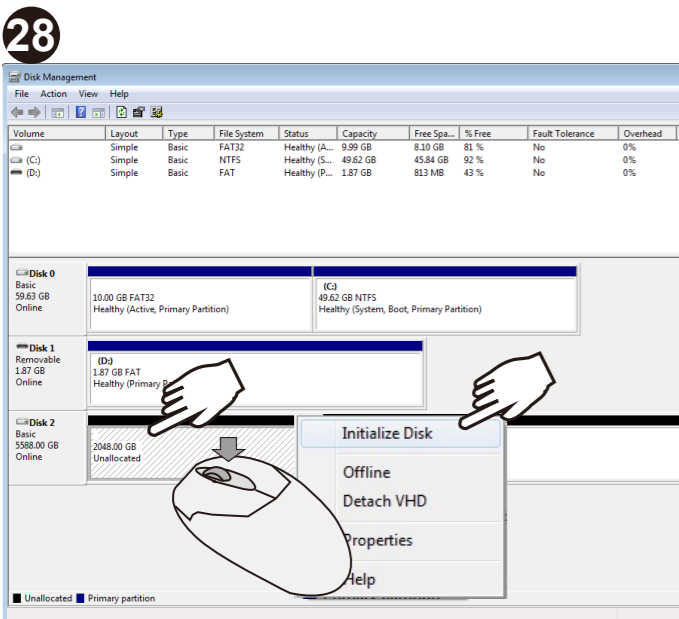 28
Disk Management
File Action View Help
Volume Layout Type File System Status Capacity Free Spa... % Free Fault Tolerance Overhead
Simple Basic FAT32 Healthy (A... 9.99 GB 8.10 GB 81 % No 0%
(C:) Simple Basic NTFS Healthy (S... 49.62 GB 45.84 GB 92 % No 0%
(D:) Simple Basic FAT Healthy (P... 1.87 GB 813 MB 43 % No 0%
Disk 0
Basic
59.63 GB
Online
10.00 GB FAT32
Healthy (Active, Primary Partition)
(C:)
49.62 GB NTFS
Healthy (System, Boot, Primary Partition)
Disk 1
Removable
1.87 GB
Online
(D:)
1.87 GB FAT
Healthy (Primary
Disk 2
Basic
5588.00 GB
Online
2048.00 GB
Unallocated
Initialize Disk
Offline
Detach VHD
Properties
Help
Unallocated Primary partition